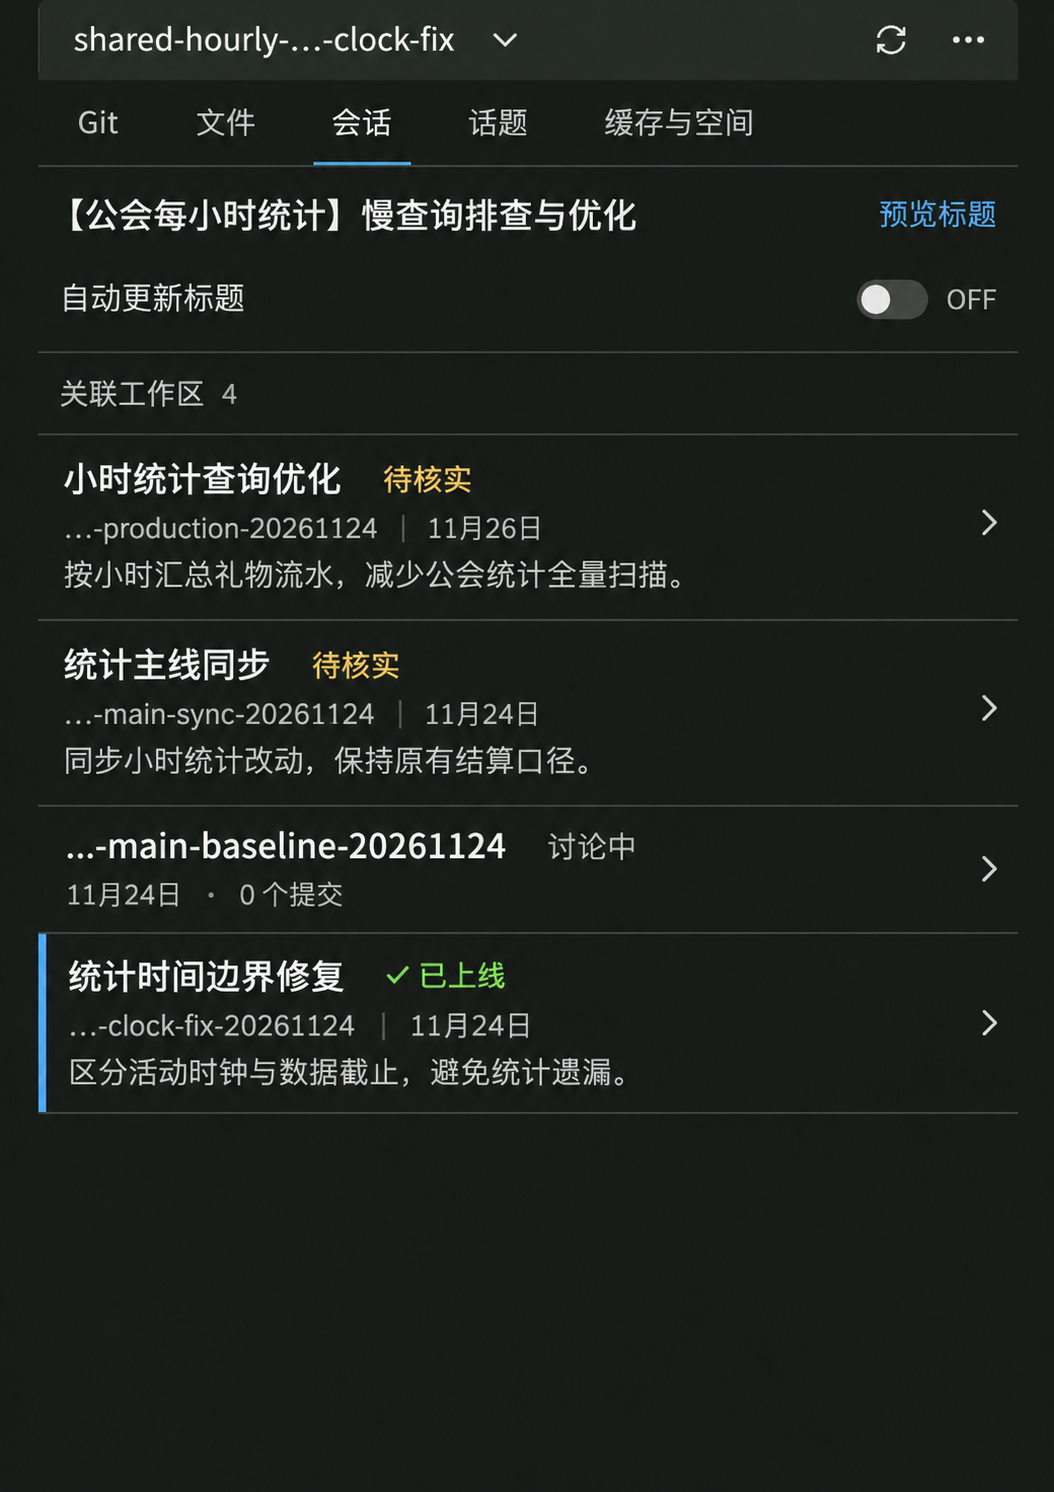 shared-hourly-...-clock-fix
Git 文件 会话 话题 缓存与空间
【公会每小时统计】慢查询排查与优化 预览标题
自动更新标题 OFF
关联工作区 4
小时统计查询优化 待核实
...-production-20261124 | 11月26日
按小时汇总礼物流水，减少公会统计全量扫描。
统计主线同步 待核实
...-main-sync-20261124 | 11月24日
同步小时统计改动，保持原有结算口径。
...-main-baseline-20261124 讨论中
11月24日 · 0 个提交
统计时间边界修复 ✓ 已上线
...-clock-fix-20261124 | 11月24日
区分活动时钟与数据截止，避免统计遗漏。